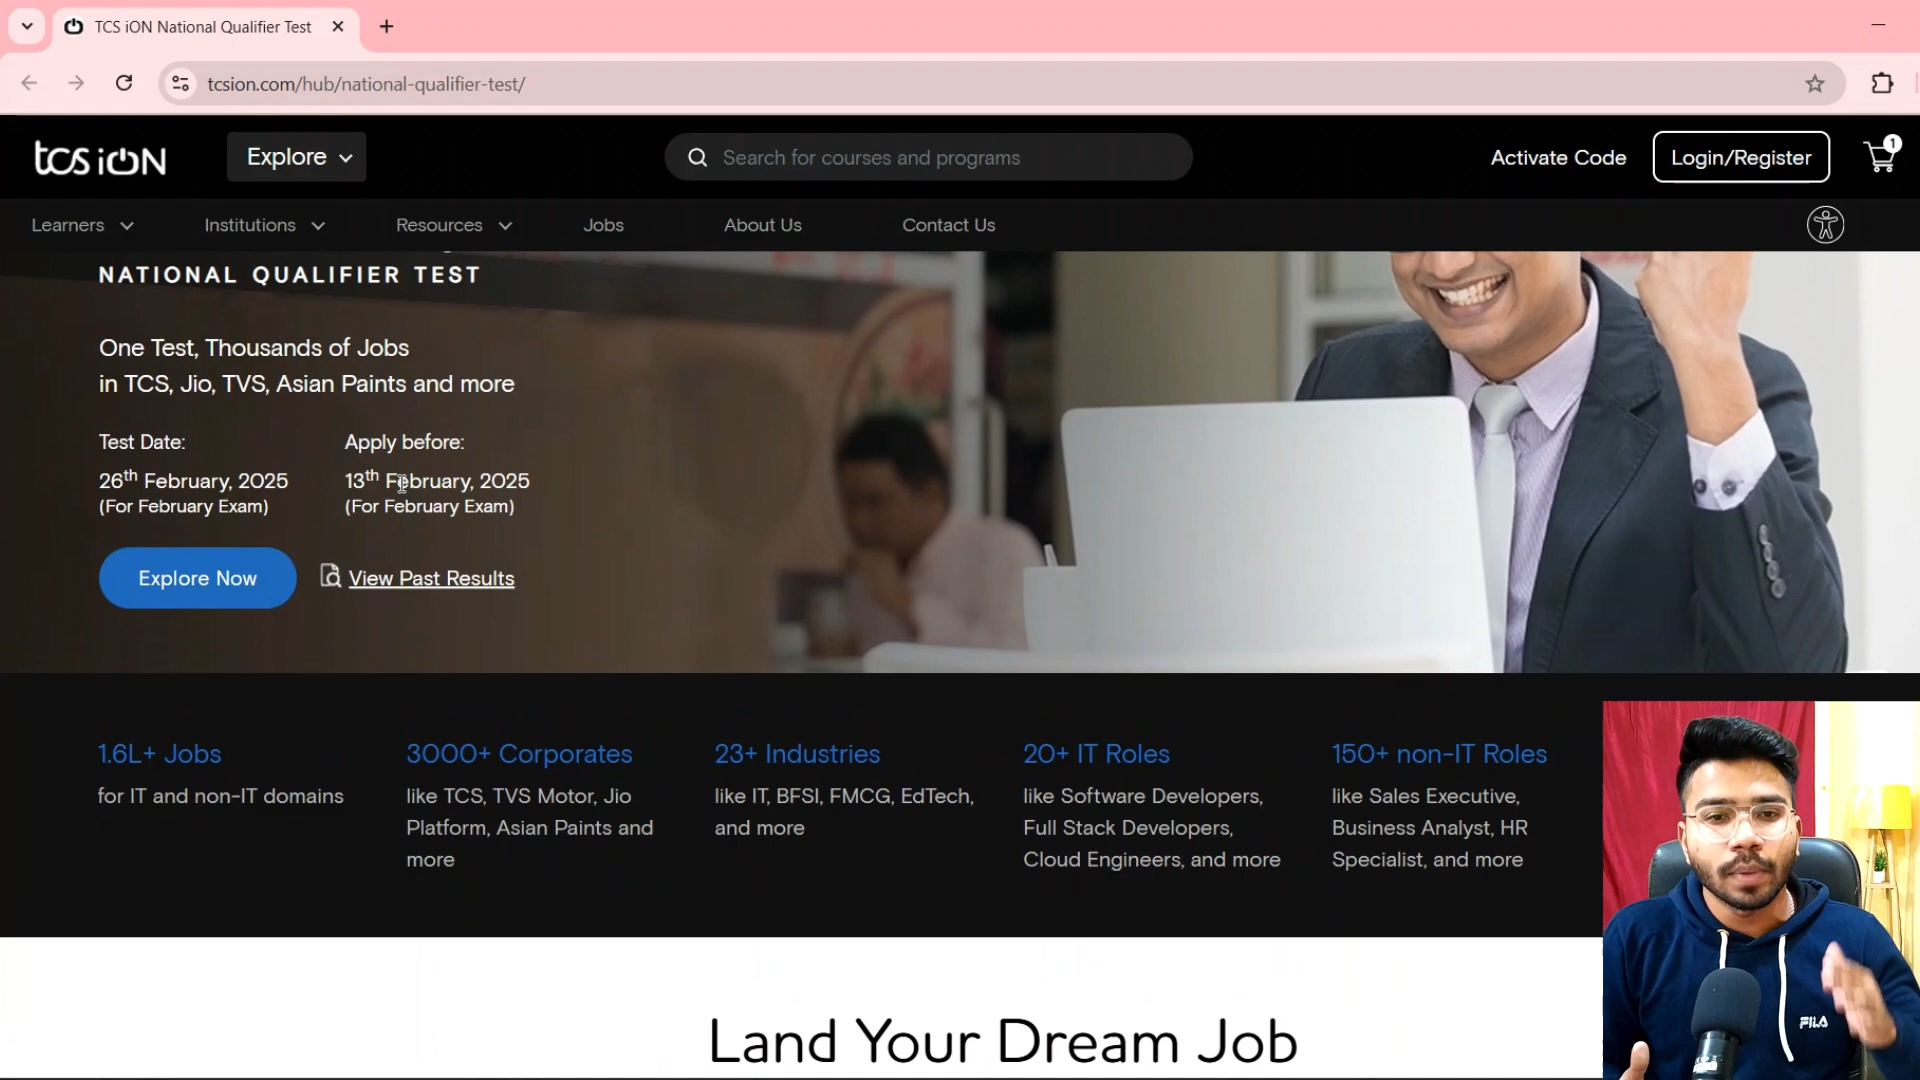 TCS iON National Qualifier Test
tcsion.com/hub/national-qualifier-test/
tcs iON
Explore
Search for courses and programs
Activate Code
Login/Register
1
Learners
Institutions
Resources
Jobs
About Us
Contact Us
NATIONAL QUALIFIER TEST
One Test, Thousands of Jobs
in TCS, Jio, TVS, Asian Paints and more
Test Date:
26th February, 2025
(For February Exam)
Apply before:
13th February, 2025
(For February Exam)
Explore Now
View Past Results
1.6L+ Jobs
for IT and non-IT domains
3000+ Corporates
like TCS, TVS Motor, Jio
Platform, Asian Paints and
more
23+ Industries
like IT, BFSI, FMCG, EdTech,
and more
20+ IT Roles
like Software Developers,
Full Stack Developers,
Cloud Engineers, and more
150+ non-IT Roles
like Sales Executive,
Business Analyst, HR
Specialist, and more
Land Your Dream Job
FILA